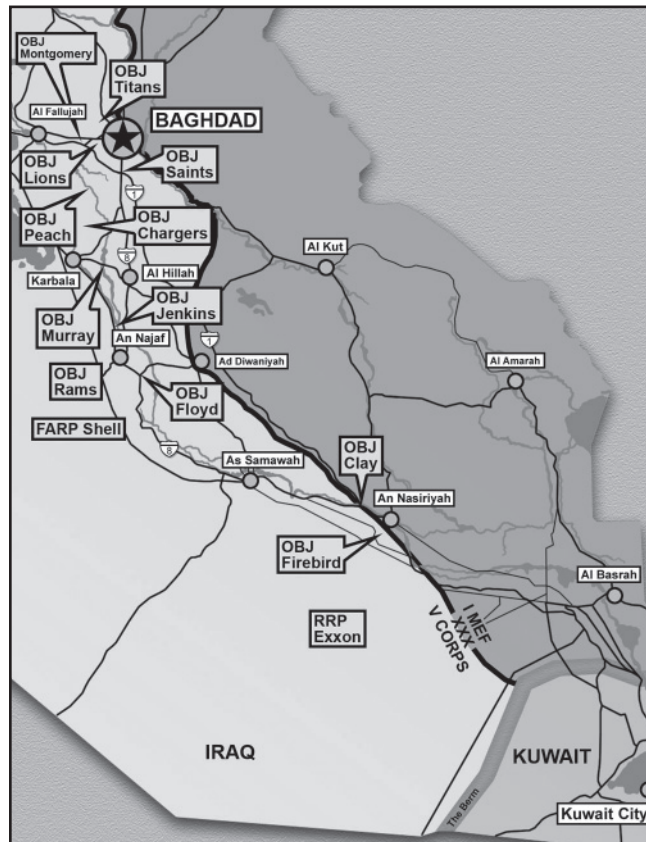 OBJ
Montgomery
OBJ
Titans
Al Fallujah
BAGHDAD
OBJ
Lions
OBJ
Saints
1
OBJ
Peach
OBJ
Chargers
8
Al Kut
Karbala
Al Hillah
OBJ
Murray
OBJ
Jenkins
An Najaf
1
Ad Diwaniyah
Al Amarah
OBJ
Rams
OBJ
Floyd
FARP Shell
8
As Samawah
OBJ
Clay
An Nasiriyah
OBJ
Firebird
Al Basrah
RRP
Exxon
I MEF
XXX
V CORPS
IRAQ
KUWAIT
The Berm
Kuwait City